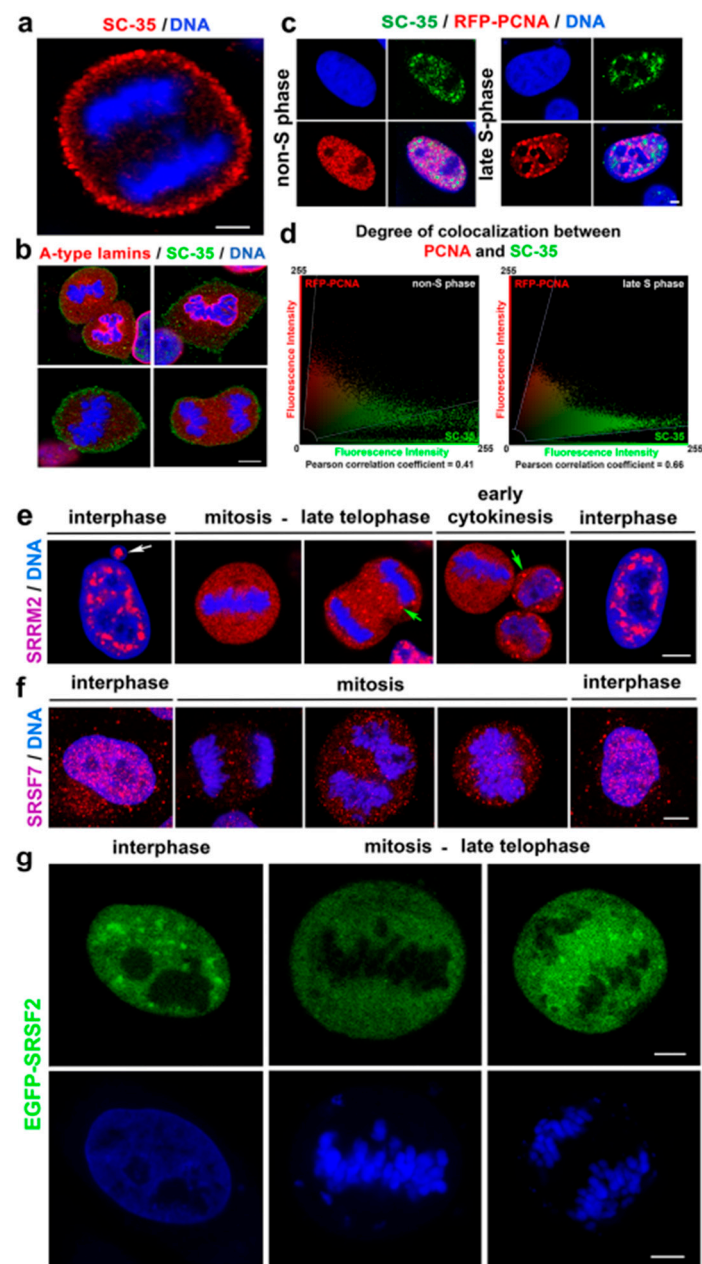 a
SC-35 / DNA
b
A-type lamins / SC-35 / DNA
c
SC-35 / RFP-PCNA / DNA
non-S phase
late S-phase
d
Degree of colocalization between
PCNA and SC-35
255
RFP-PCNA
non-S phase
Fluorescence Intensity
SC-35
0
255
Fluorescence Intensity
Pearson correlation coefficient = 0.41
255
RFP-PCNA
late S phase
Fluorescence Intensity
SC-35
0
255
Fluorescence Intensity
Pearson correlation coefficient = 0.66
e
interphase
mitosis - late telophase
early
cytokinesis
interphase
SRRM2 / DNA
f
interphase
mitosis
interphase
SRSF7 / DNA
g
interphase
mitosis - late telophase
EGFP-SRSF2